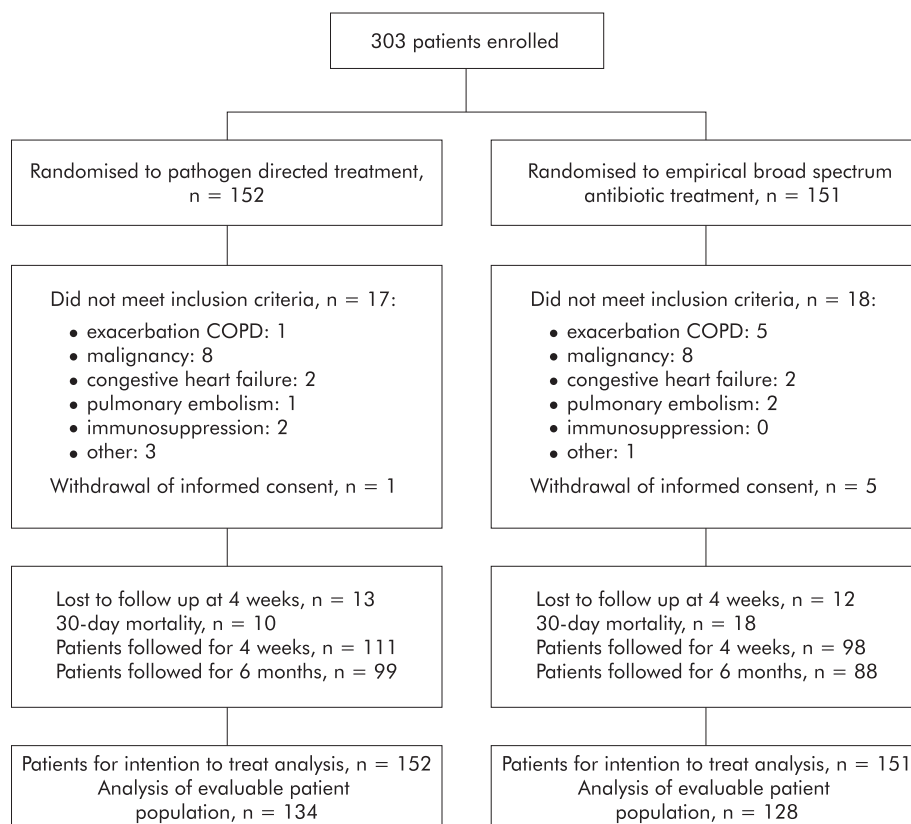 303 patients enrolled
Randomised to pathogen directed treatment,
n = 152
Randomised to empirical broad spectrum
antibiotic treatment, n = 151
Did not meet inclusion criteria, n = 17:
• exacerbation COPD: 1
• malignancy: 8
• congestive heart failure: 2
• pulmonary embolism: 1
• immunosuppression: 2
• other: 3
Withdrawal of informed consent, n = 1
Did not meet inclusion criteria, n = 18:
• exacerbation COPD: 5
• malignancy: 8
• congestive heart failure: 2
• pulmonary embolism: 2
• immunosuppression: 0
• other: 1
Withdrawal of informed consent, n = 5
Lost to follow up at 4 weeks, n = 13
30-day mortality, n = 10
Patients followed for 4 weeks, n = 111
Patients followed for 6 months, n = 99
Lost to follow up at 4 weeks, n = 12
30-day mortality, n = 18
Patients followed for 4 weeks, n = 98
Patients followed for 6 months, n = 88
Patients for intention to treat analysis, n = 152
Analysis of evaluable patient
population, n = 134
Patients for intention to treat analysis, n = 151
Analysis of evaluable patient
population, n = 128